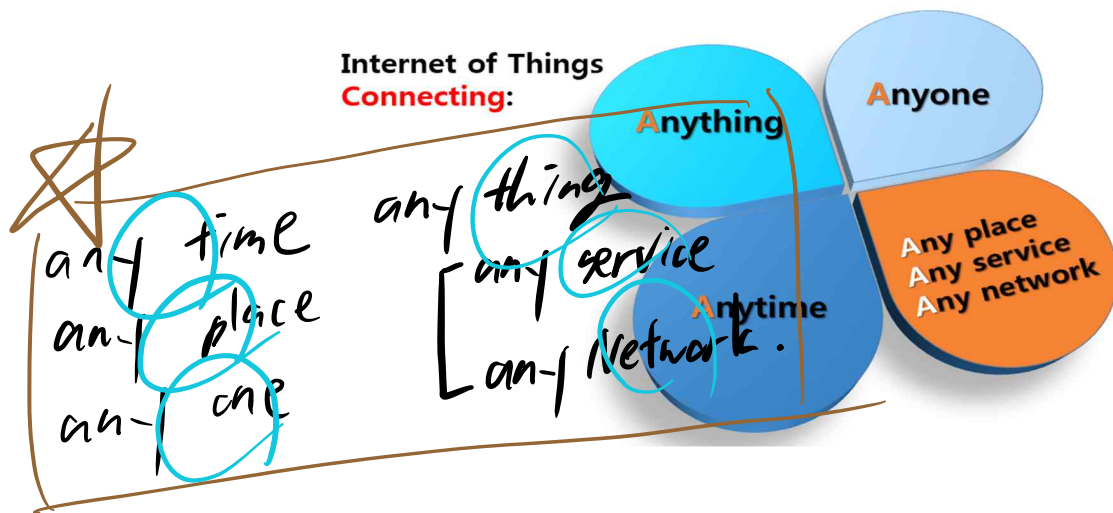 Internet of Things
Connecting:
Anything
Anyone
Any place
Any service
Any network
Anytime
any time
any place
any one
any thing
any service
any Network.